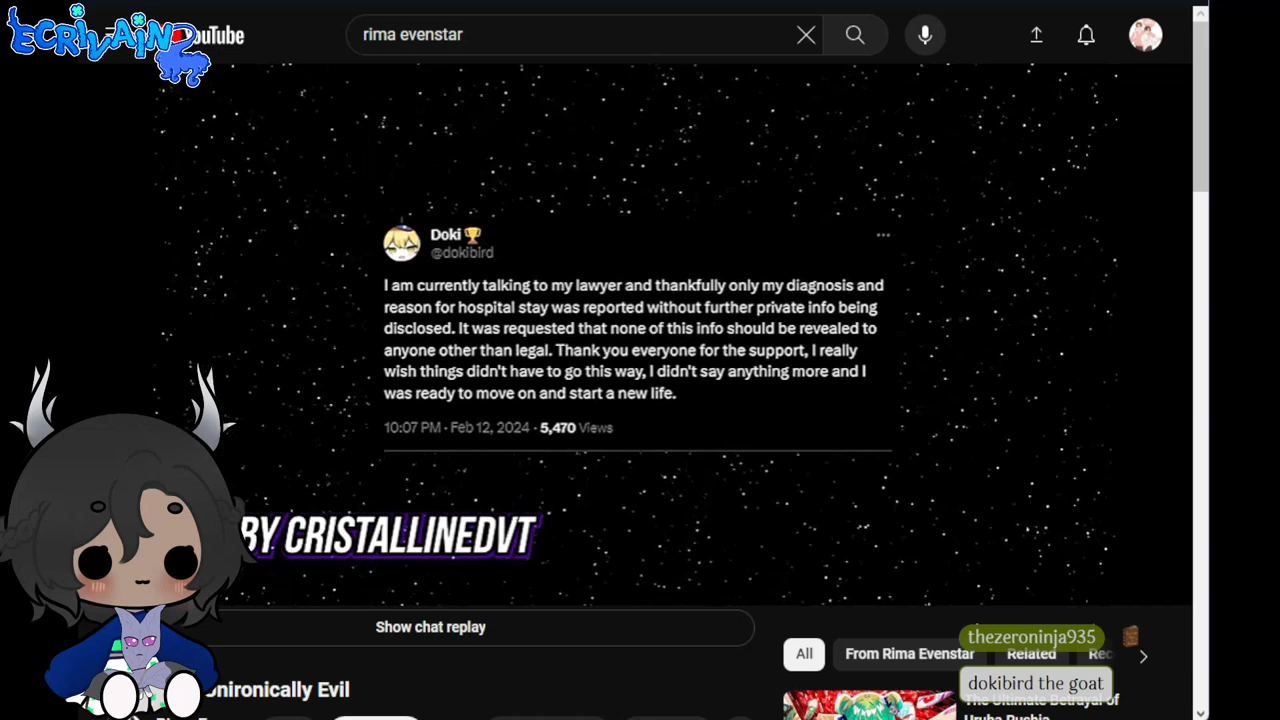 ECRIVAIN
YouTube
rima evenstar
Doki🏆
@dokibird
I am currently talking to my lawyer and thankfully only my diagnosis and
reason for hospital stay was reported without further private info being
disclosed. It was requested that none of this info should be revealed to
anyone other than legal. Thank you everyone for the support, I really
wish things didn't have to go this way, I didn't say anything more and I
was ready to move on and start a new life.
10:07 PM · Feb 12, 2024 · 5,470 Views
BY CRISTALLINEDVT
Show chat replay
All
From Rima Evenstar
Related
Rec
thezeroninja935
dokibird the goat
nironically Evil
The Ultimate Betrayal of
Uruha Rushia